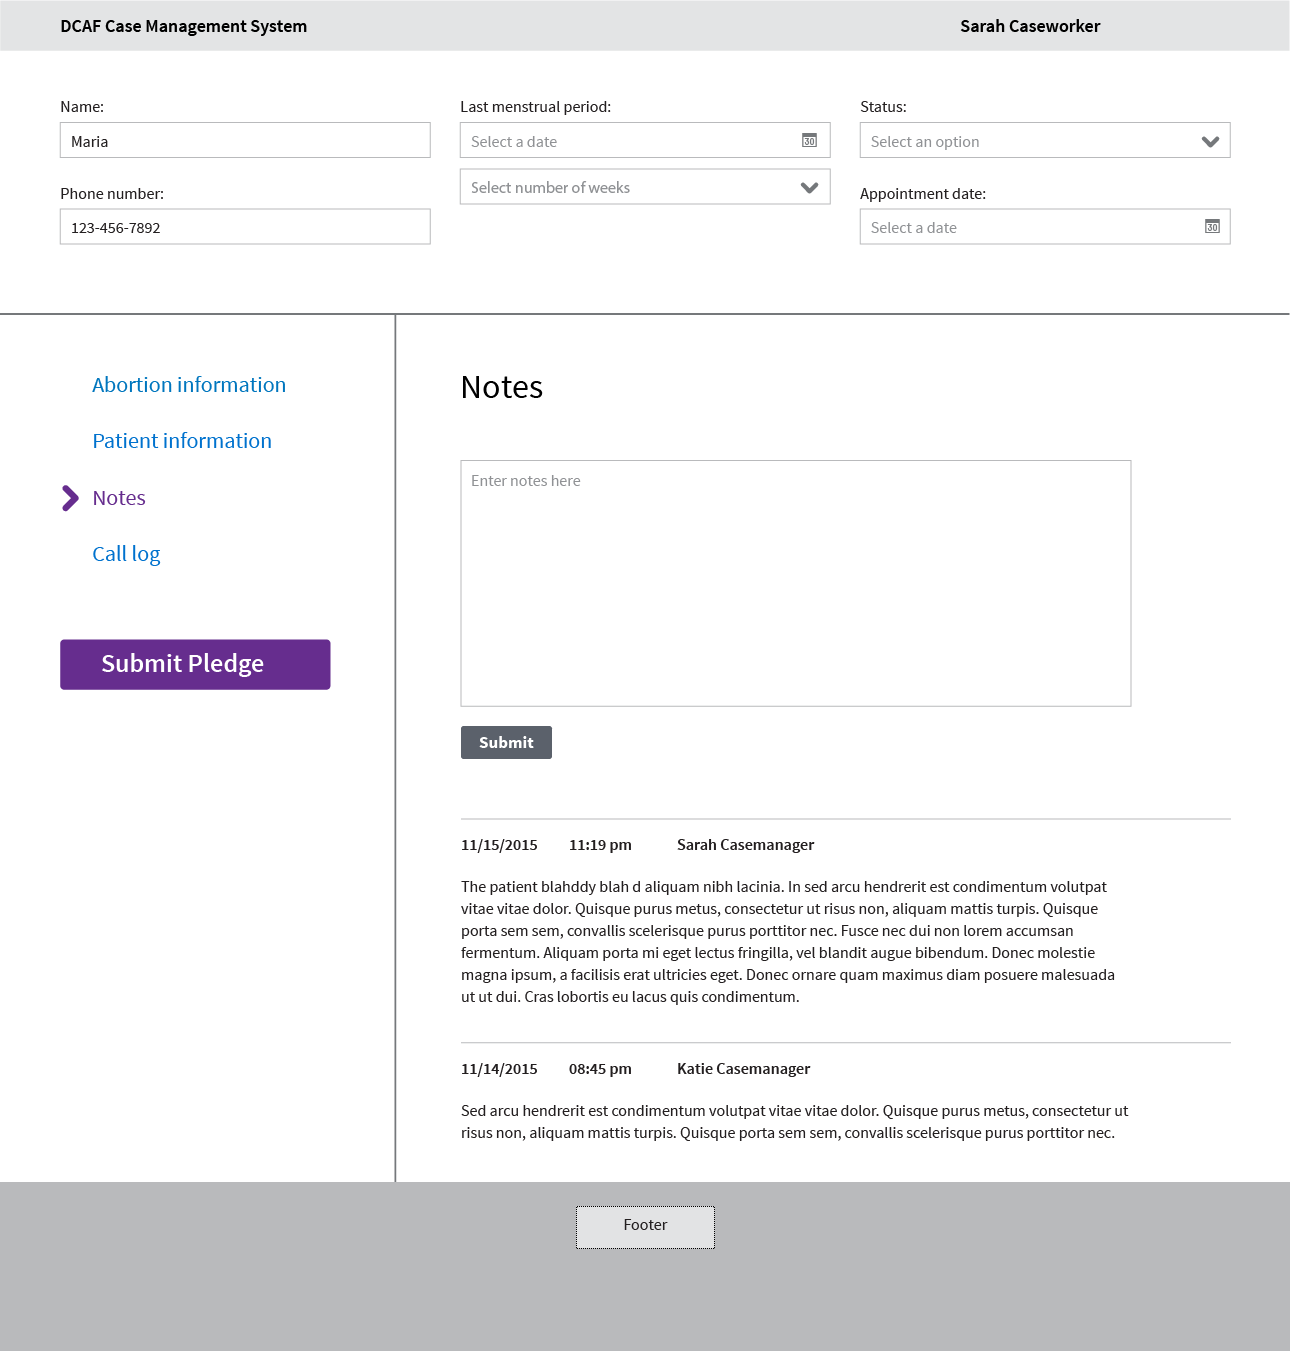 DCAF Case Management System
Sarah Caseworker
Name:
Maria
Phone number:
123-456-7892
Last menstrual period:
Select a date
30
Select number of weeks
Status:
Select an option
Appointment date:
Select a date
30
Abortion information
Patient information
Notes
Call log
Submit Pledge
Notes
Enter notes here
Submit
11/15/2015 11:19 pm Sarah Casemanager
The patient blahddy blah d aliquam nibh lacinia. In sed arcu hendrerit est condimentum volutpat
vitae vitae dolor. Quisque purus metus, consectetur ut risus non, aliquam mattis turpis. Quisque
porta sem sem, convallis scelerisque purus porttitor nec. Fusce nec dui non lorem accumsan
fermentum. Aliquam porta mi eget lectus fringilla, vel blandit augue bibendum. Donec molestie
magna ipsum, a facilisis erat ultricies eget. Donec ornare quam maximus diam posuere malesuada
ut ut dui. Cras lobortis eu lacus quis condimentum.
11/14/2015 08:45 pm Katie Casemanager
Sed arcu hendrerit est condimentum volutpat vitae vitae dolor. Quisque purus metus, consectetur ut
risus non, aliquam mattis turpis. Quisque porta sem sem, convallis scelerisque purus porttitor nec.
Footer